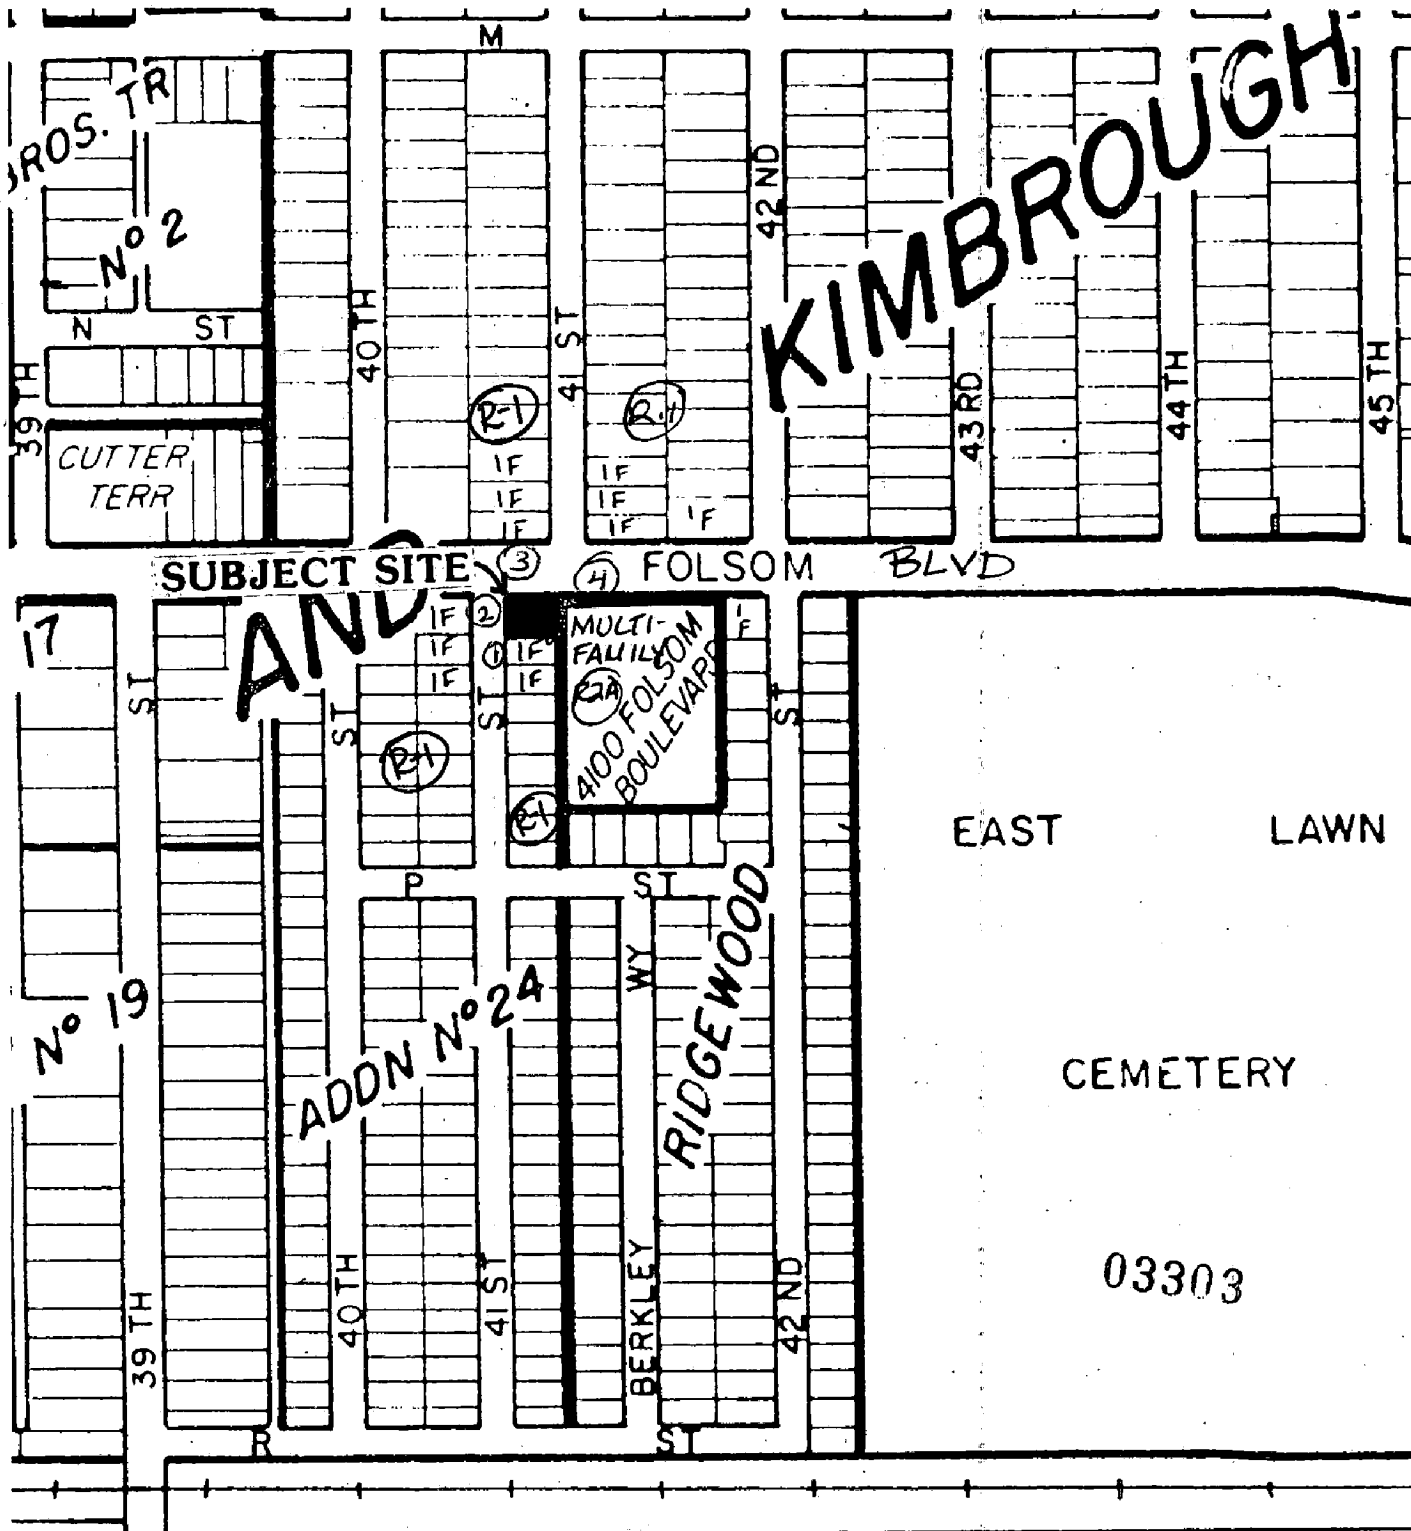 M
BROS. TR
Nº 2
42 ND
KIMBROUGH
N ST
40 TH
41 ST
39 TH
43 RD
44 TH
45 TH
R-1
R-1
CUTTER
TERR
1F
1F
1F
1F
1F
1F
1F
SUBJECT SITE
3
4
FOLSOM BLVD
AND
17
1F
2
1F
1F
1
1F
1F
MULTI-
FAMILY
R2A
4100 FOLSOM
BOULEVARD
1
F
ST
ST
ST
ST
R-1
R-1
EAST LAWN
P ST
WY
RIDGEWOOD
Nº 19
ADDN Nº 24
CEMETERY
03303
39 TH
40 TH
41 ST
BERKLEY
42 ND
R ST